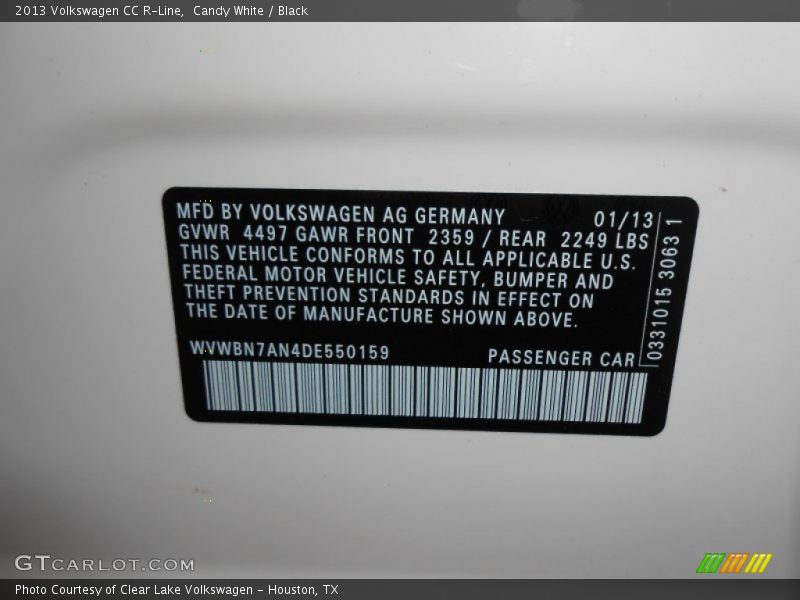 2013 Volkswagen CC R-Line,  Candy White / Black
MFD BY VOLKSWAGEN AG GERMANY 01/13
GVWR 4497 GAWR FRONT 2359 / REAR 2249 LBS
THIS VEHICLE CONFORMS TO ALL APPLICABLE U.S.
FEDERAL MOTOR VEHICLE SAFETY, BUMPER AND
THEFT PREVENTION STANDARDS IN EFFECT ON
THE DATE OF MANUFACTURE SHOWN ABOVE.
WVWBN7AN4DE550159 PASSENGER CAR
0331015 30631
GTCARLOT.COM
Photo Courtesy of Clear Lake Volkswagen - Houston, TX